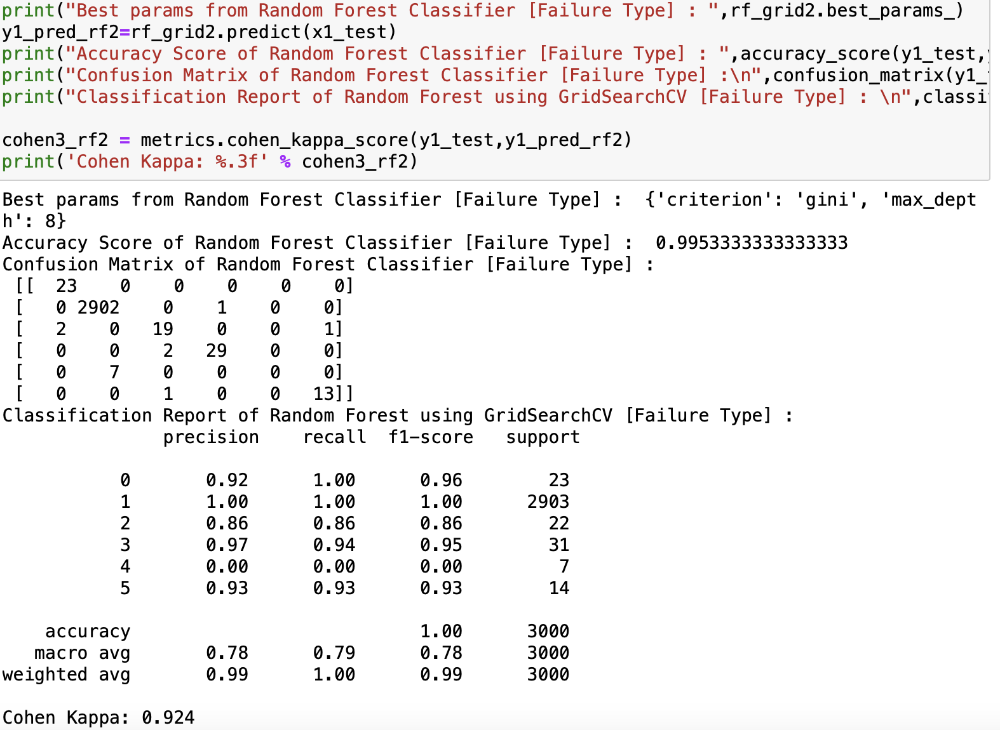 print("Best params from Random Forest Classifier [Failure Type] : ",rf_grid2.best_params_)
y1_pred_rf2=rf_grid2.predict(x1_test)
print("Accuracy Score of Random Forest Classifier [Failure Type] : ",accuracy_score(y1_test,
print("Confusion Matrix of Random Forest Classifier [Failure Type] :\n",confusion_matrix(y1_
print("Classification Report of Random Forest using GridSearchCV [Failure Type] : \n",classi
cohen3_rf2 = metrics.cohen_kappa_score(y1_test,y1_pred_rf2)
print('Cohen Kappa: %.3f' % cohen3_rf2)
Best params from Random Forest Classifier [Failure Type] :  {'criterion': 'gini', 'max_dept
h': 8}
Accuracy Score of Random Forest Classifier [Failure Type] :  0.9953333333333333
Confusion Matrix of Random Forest Classifier [Failure Type] :
[[  23    0    0    0    0    0]
[   0 2902    0    1    0    0]
[   2    0   19    0    0    1]
[   0    0    2   29    0    0]
[   0    7    0    0    0    0]
[   0    0    1    0    0   13]]
Classification Report of Random Forest using GridSearchCV [Failure Type] :
precision    recall  f1-score   support
0       0.92      1.00      0.96        23
1       1.00      1.00      1.00      2903
2       0.86      0.86      0.86        22
3       0.97      0.94      0.95        31
4       0.00      0.00      0.00         7
5       0.93      0.93      0.93        14
accuracy                           1.00      3000
macro avg       0.78      0.79      0.78      3000
weighted avg       0.99      1.00      0.99      3000
Cohen Kappa: 0.924